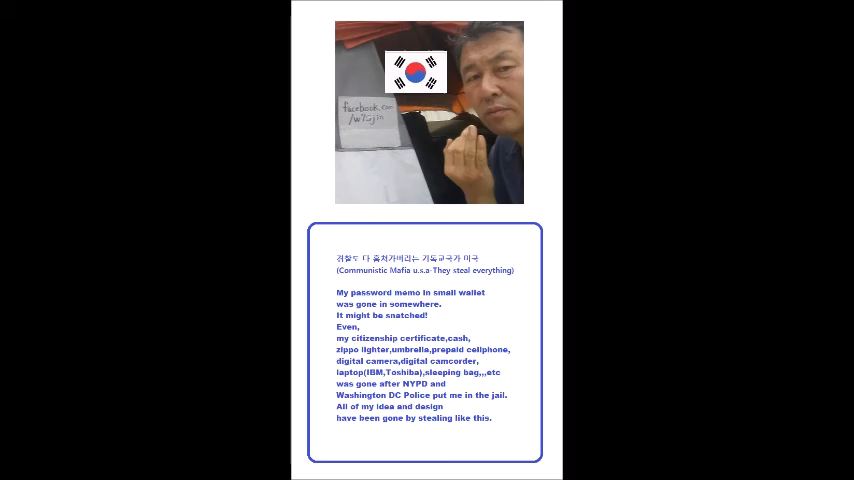 facebook.com
경찰도 다 훔쳐가버리는 기독교국가 미국
(Communistic Mafia u.s.a-They steal everything)
My password memo in small wallet
was gone in somewhere.
It might be snatched!
Even,
my citizenship certificate,cash,
zippo lighter,umbrella,prepaid cellphone,
digital camera,digital camcorder,
laptop(IBM,Toshiba),sleeping bag,,,etc
was gone after NYPD and
Washington DC Police put me in the jail.
All of my idea and design
have been gone by stealing like this.